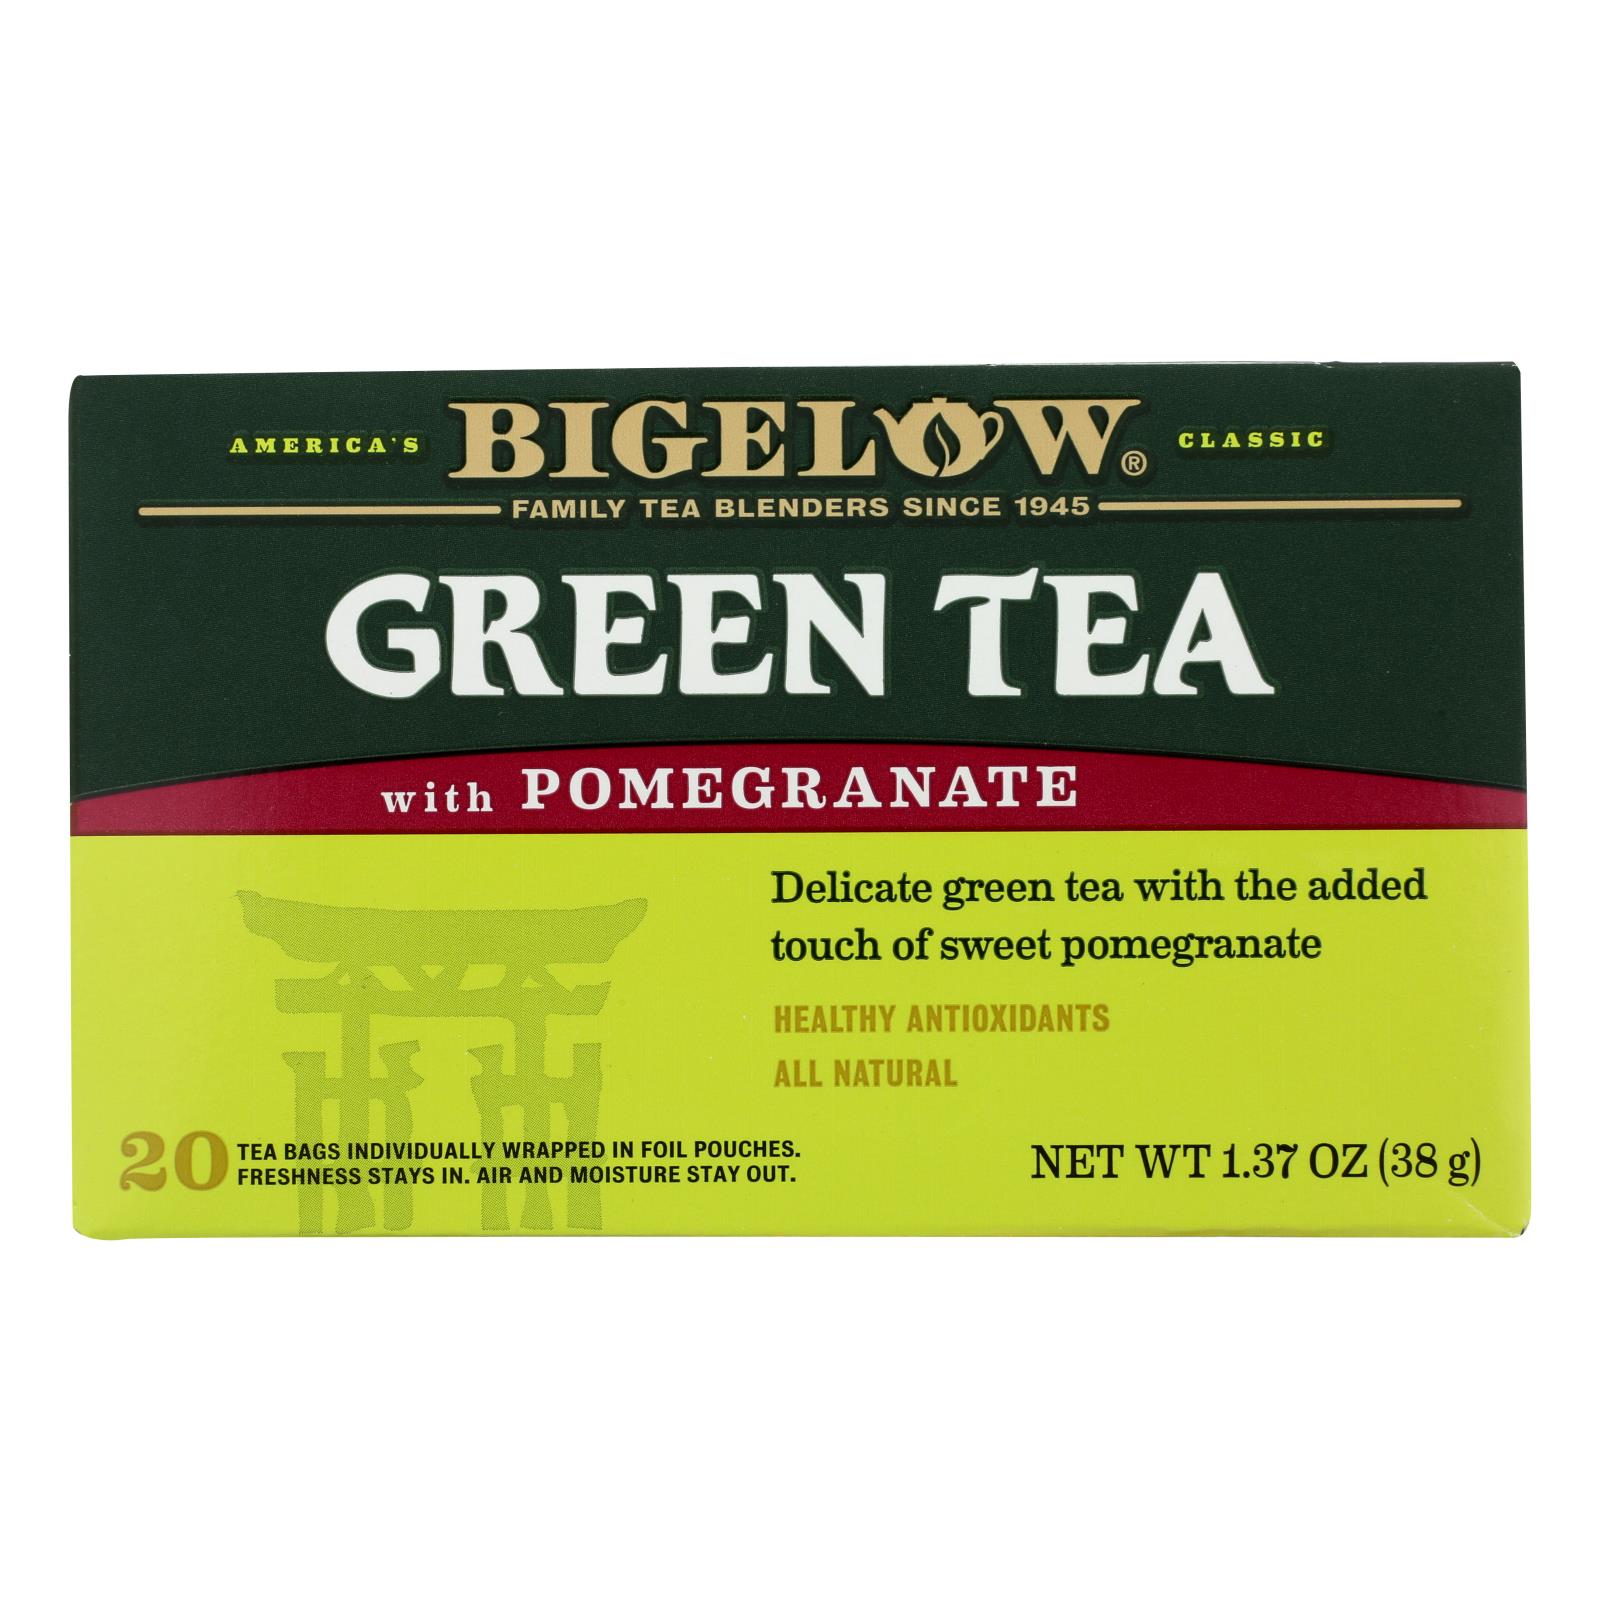 AMERICA'S BIGELOW® CLASSIC
FAMILY TEA BLENDERS SINCE 1945
GREEN TEA
with POMEGRANATE
Delicate green tea with the added
touch of sweet pomegranate
HEALTHY ANTIOXIDANTS
ALL NATURAL
20 TEA BAGS INDIVIDUALLY WRAPPED IN FOIL POUCHES.
FRESHNESS STAYS IN. AIR AND MOISTURE STAY OUT.
NET WT 1.37 OZ (38 g)